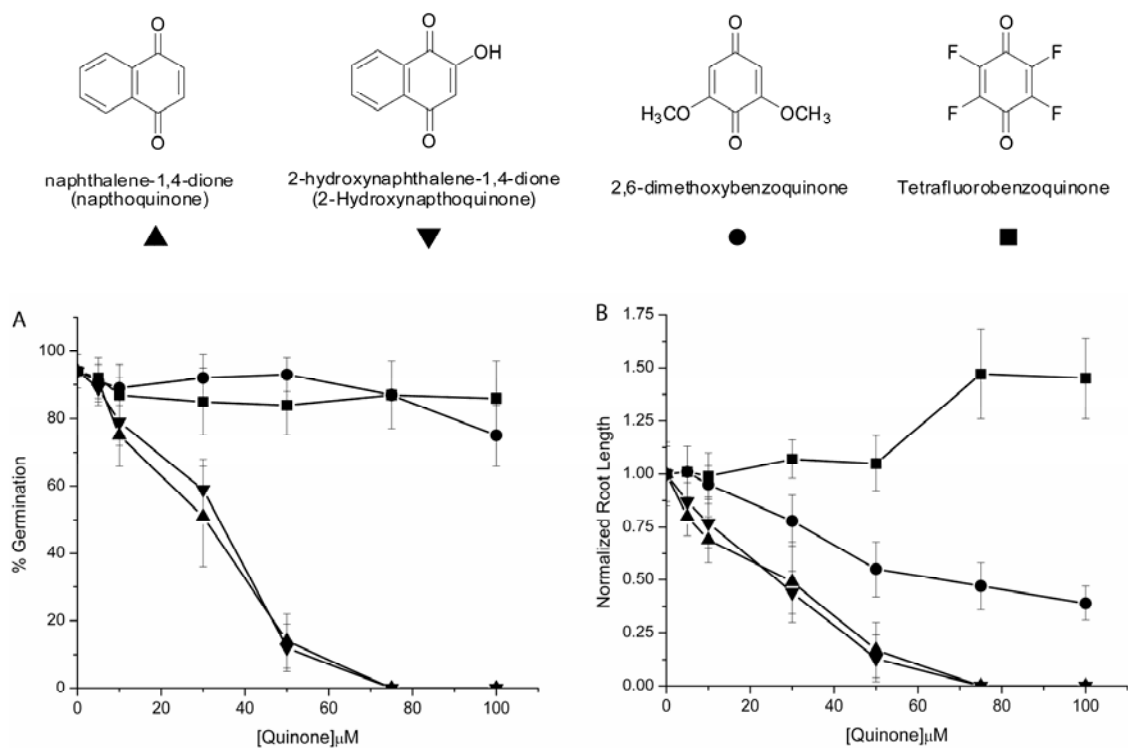 O
O
naphthalene-1,4-dione
(napthoquinone)
O
OH
O
2-hydroxynaphthalene-1,4-dione
(2-Hydroxynapthoquinone)
O
H3CO
OCH3
O
2,6-dimethoxybenzoquinone
O
F
F
F
F
O
Tetrafluorobenzoquinone
A
% Germination
100
80
60
40
20
0
0
20
40
60
80
100
[Quinone]µM
B
Normalized Root Length
1.75
1.50
1.25
1.00
0.75
0.50
0.25
0.00
0
20
40
60
80
100
[Quinone]µM